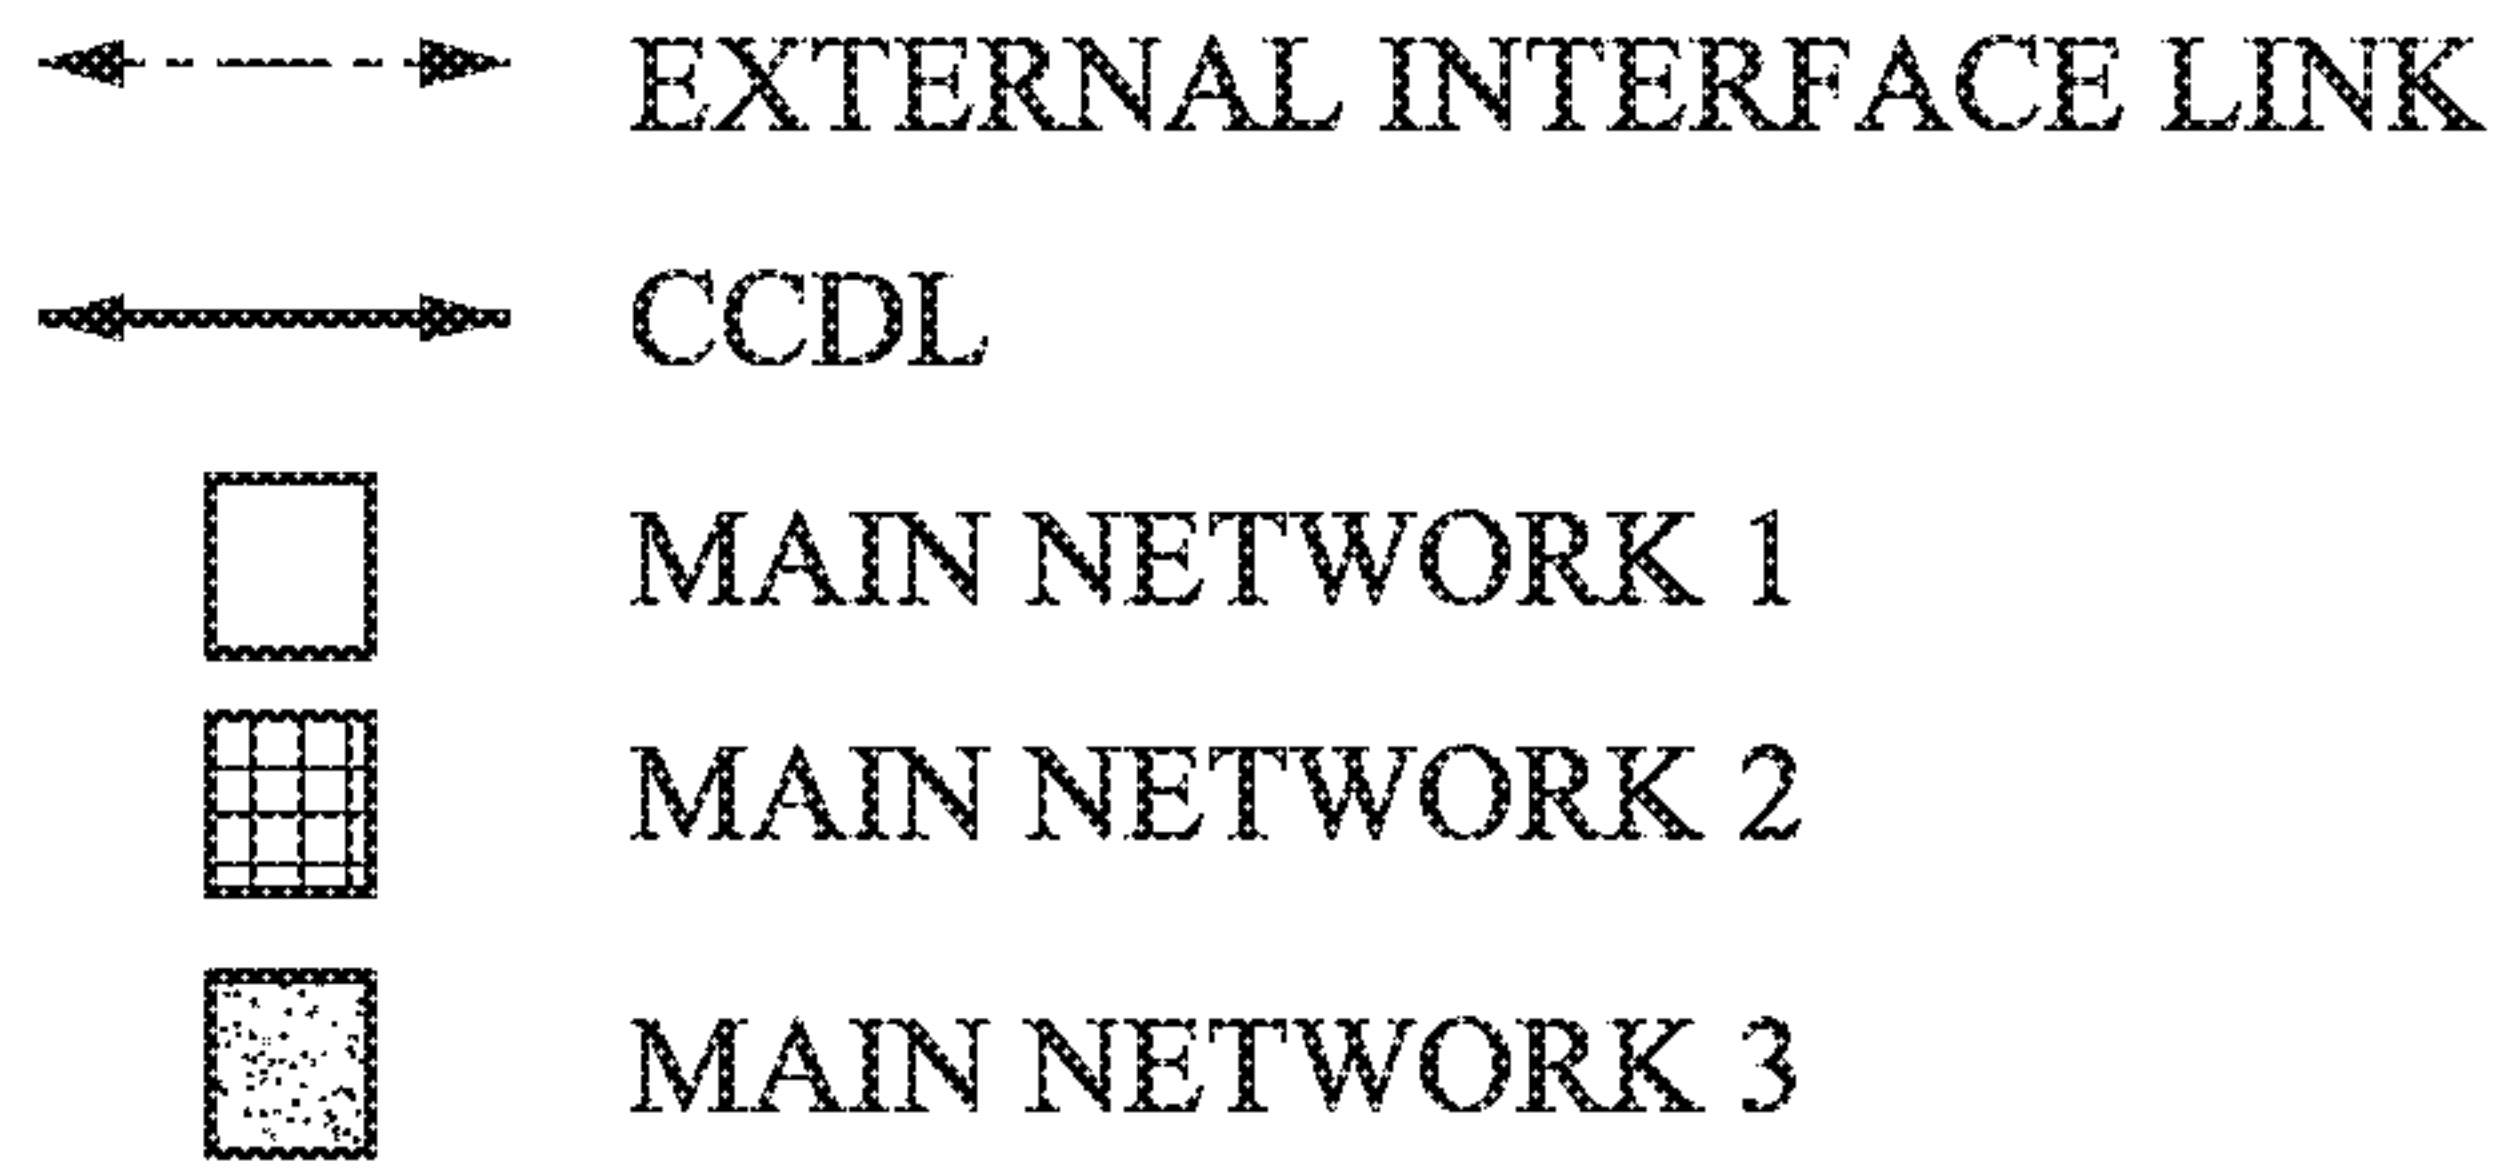 EXTERNAL INTERFACE LINK
CCDL
MAIN NETWORK 1
MAIN NETWORK 2
MAIN NETWORK 3